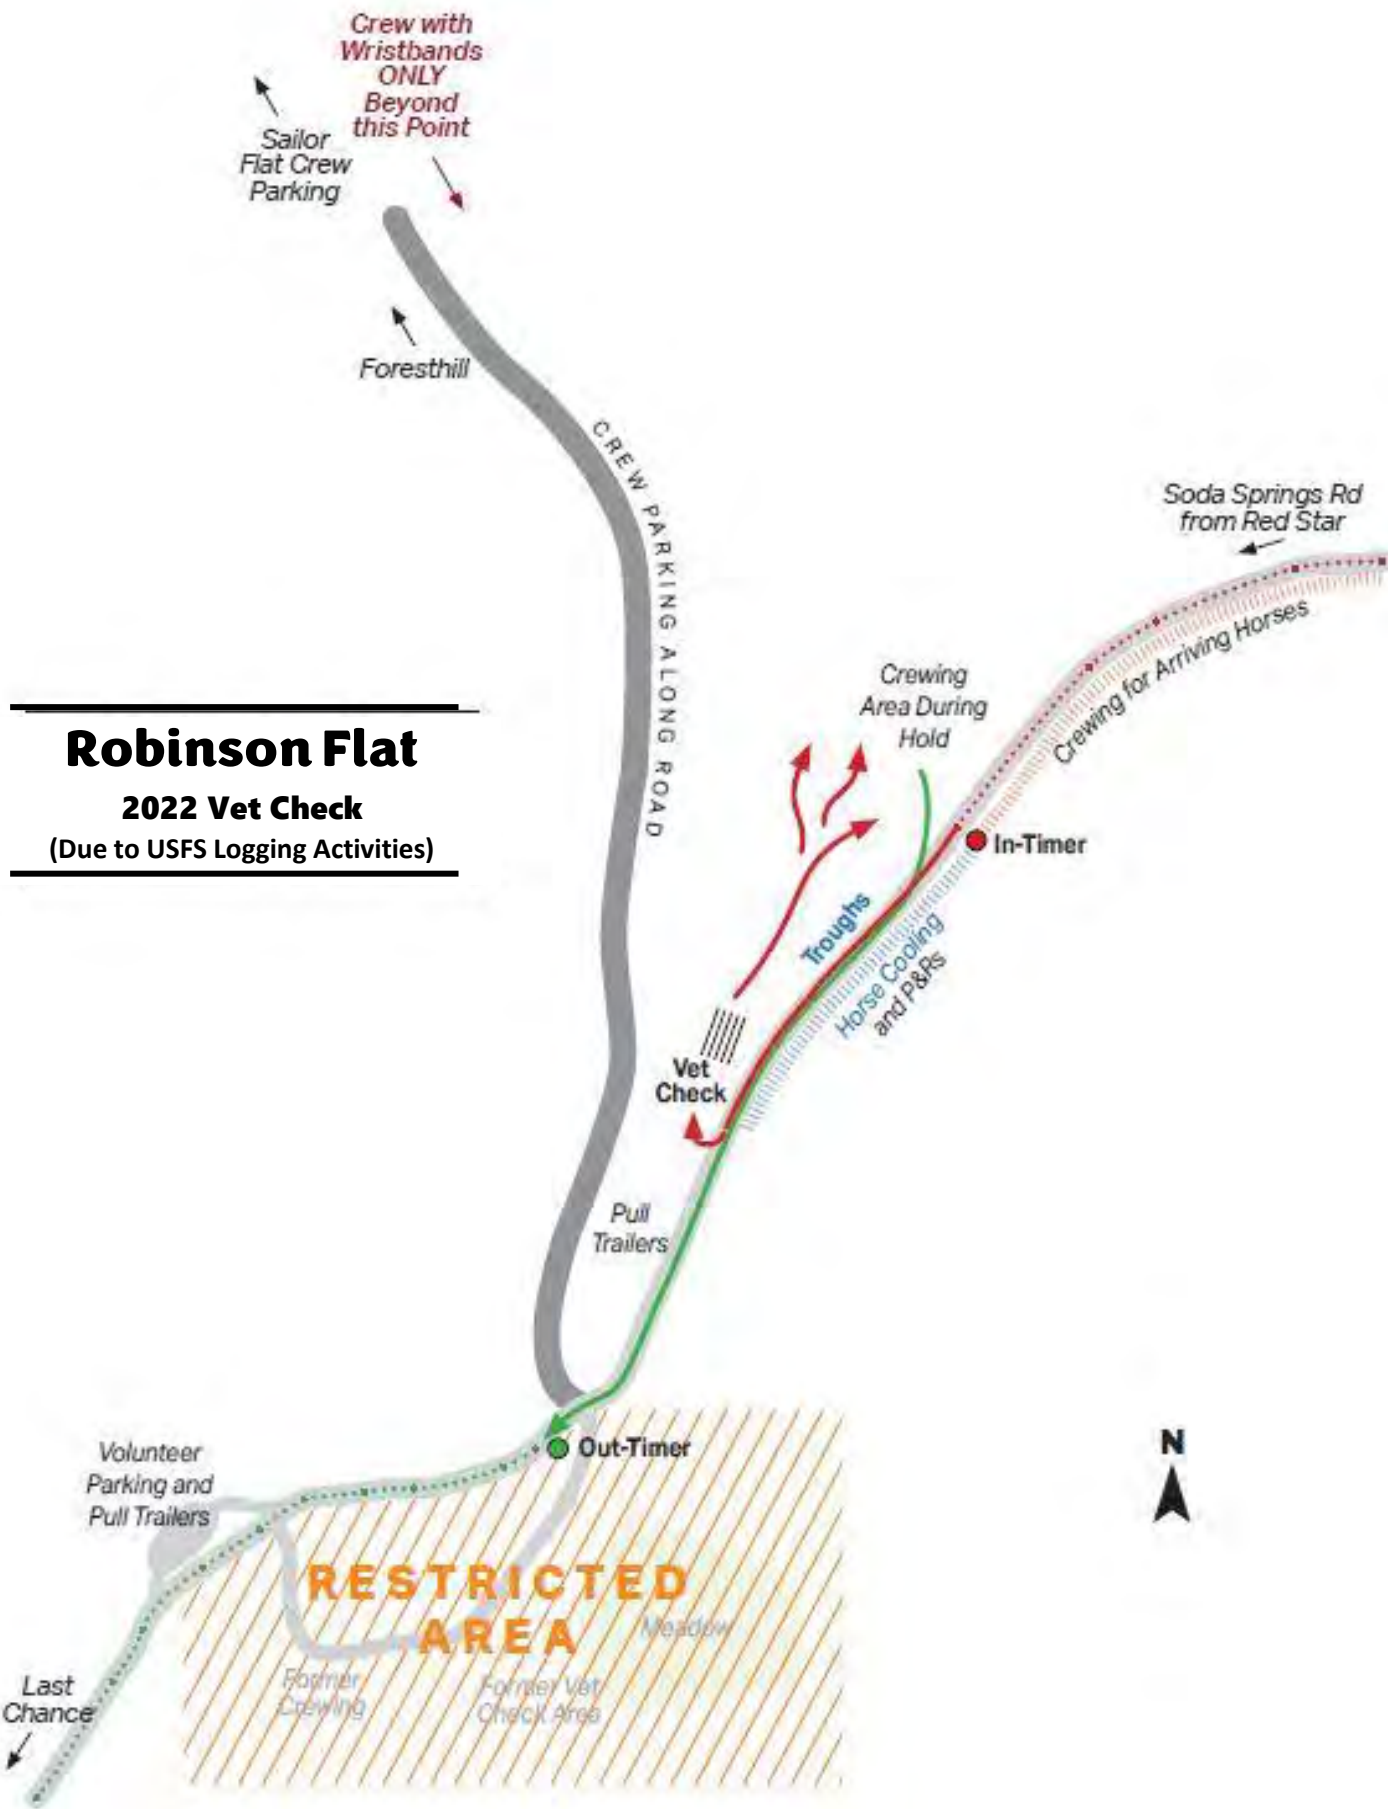 Crew with
Wristbands
ONLY
Beyond
this Point
Sailor
Flat Crew
Parking
Foresthill
CREW PARKING ALONG ROAD
Soda Springs Rd
from Red Star
Crewing for Arriving Horses
Crewing
Area During
Hold
Robinson Flat
2022 Vet Check
(Due to USFS Logging Activities)
In-Timer
Troughs
Horse Cooling
and P&Rs
Vet
Check
Pull
Trailers
Out-Timer
N
Volunteer
Parking and
Pull Trailers
RESTRICTED
AREA
Meadow
Former
Crewing
Former Vet
Check Area
Last
Chance